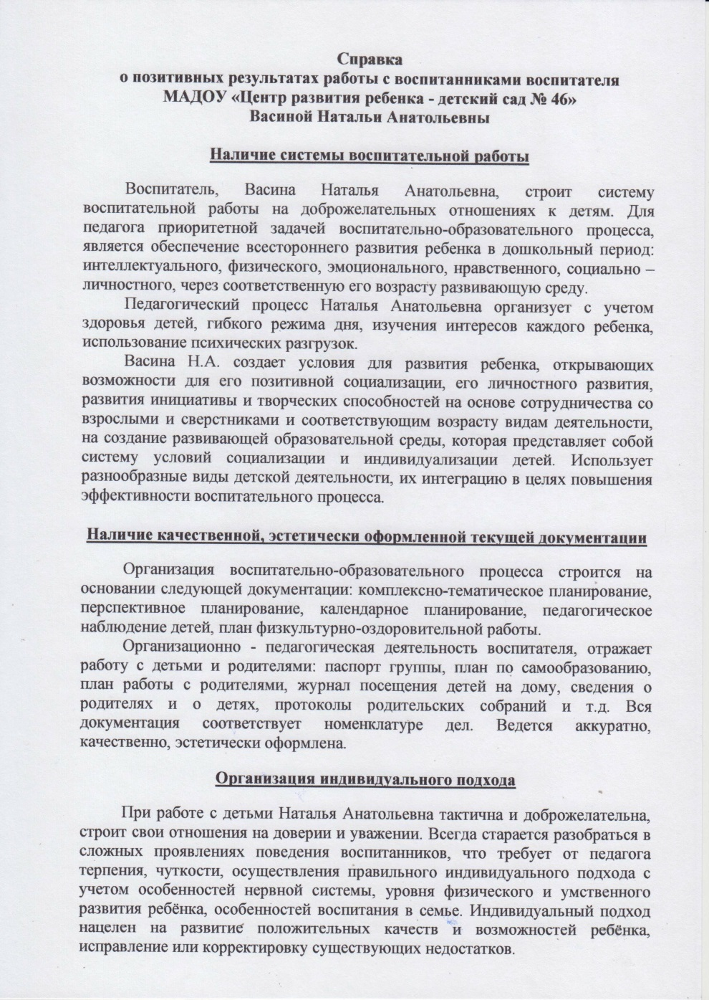 Справка
о позитивных результатах работы с воспитанниками воспитателя
МАДОУ «Центр развития ребенка - детский сад № 46»
Васиной Натальи Анатольевны
Наличие системы воспитательной работы
Воспитатель, Васина Наталья Анатольевна, строит систему
воспитательной работы на доброжелательных отношениях к детям. Для
педагога приоритетной задачей воспитательно-образовательного процесса,
является обеспечение всестороннего развития ребенка в дошкольный период:
интеллектуального, физического, эмоционального, нравственного, социально –
личностного, через соответственную его возрасту развивающую среду.
Педагогический процесс Наталья Анатольевна организует с учетом
здоровья детей, гибкого режима дня, изучения интересов каждого ребенка,
использование психических разгрузок.
Васина Н.А. создает условия для развития ребенка, открывающих
возможности для его позитивной социализации, его личностного развития,
развития инициативы и творческих способностей на основе сотрудничества со
взрослыми и сверстниками и соответствующим возрасту видам деятельности,
на создание развивающей образовательной среды, которая представляет собой
систему условий социализации и индивидуализации детей. Использует
разнообразные виды детской деятельности, их интеграцию в целях повышения
эффективности воспитательного процесса.
Наличие качественной, эстетически оформленной текущей документации
Организация воспитательно-образовательного процесса строится на
основании следующей документации: комплексно-тематическое планирование,
перспективное планирование, календарное планирование, педагогическое
наблюдение детей, план физкультурно-оздоровительной работы.
Организационно - педагогическая деятельность воспитателя, отражает
работу с детьми и родителями: паспорт группы, план по самообразованию,
план работы с родителями, журнал посещения детей на дому, сведения о
родителях и о детях, протоколы родительских собраний и т.д. Вся
документация соответствует номенклатуре дел. Ведется аккуратно,
качественно, эстетически оформлена.
Организация индивидуального подхода
При работе с детьми Наталья Анатольевна тактична и доброжелательна,
строит свои отношения на доверии и уважении. Всегда старается разобраться в
сложных проявлениях поведения воспитанников, что требует от педагога
терпения, чуткости, осуществления правильного индивидуального подхода с
учетом особенностей нервной системы, уровня физического и умственного
развития ребёнка, особенностей воспитания в семье. Индивидуальный подход
нацелен на развитие положительных качеств и возможностей ребёнка,
исправление или корректировку существующих недостатков.